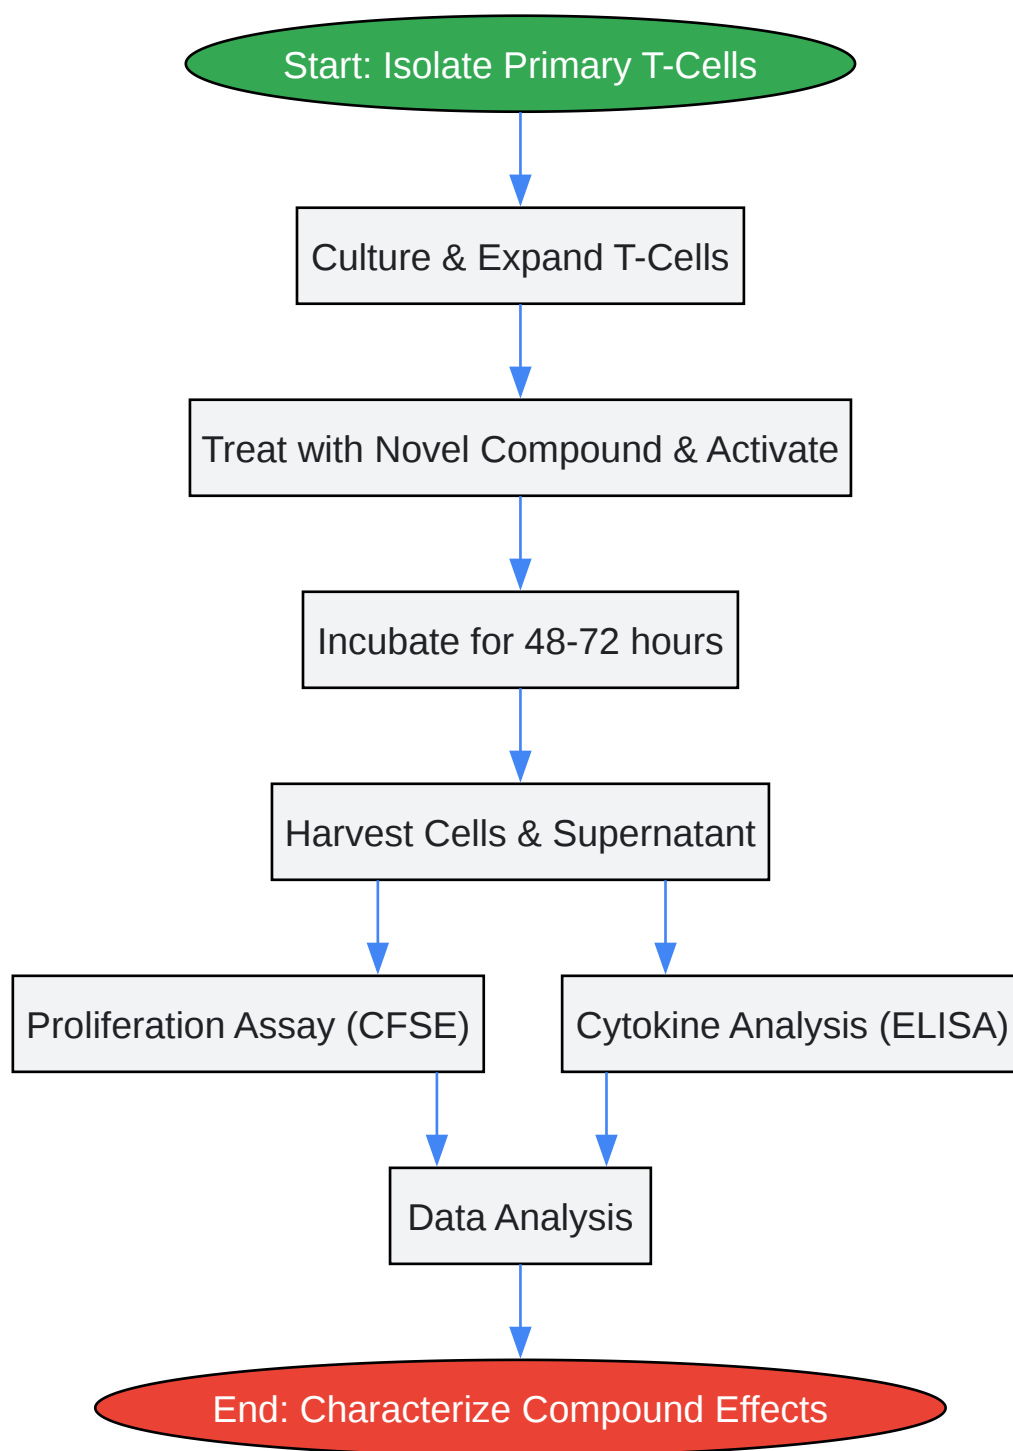 Start: Isolate Primary T-Cells
Culture & Expand T-Cells
Treat with Novel Compound & Activate
Incubate for 48-72 hours
Harvest Cells & Supernatant
Proliferation Assay (CFSE)
Cytokine Analysis (ELISA)
Data Analysis
End: Characterize Compound Effects